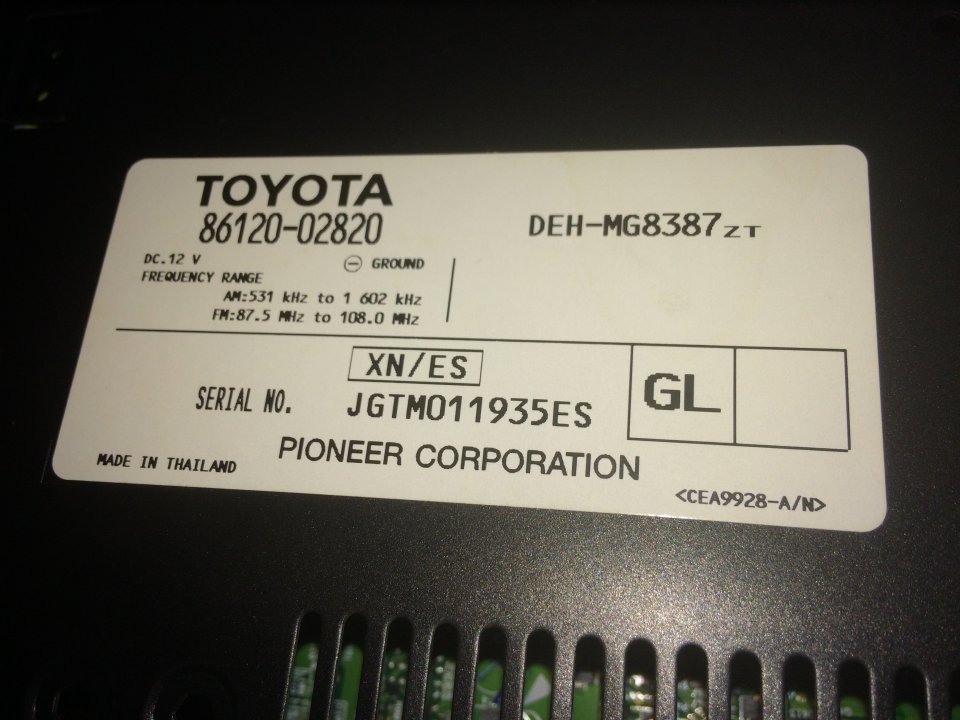 TOYOTA
86120-02820
DEH-MG8387ZT
DC.12 V ⊖ GROUND
FREQUENCY RANGE
AM:531 kHz to 1 602 kHz
FM:87.5 MHz to 108.0 MHz
XN/ES
GL
SERIAL NO. JGTM011935ES
PIONEER CORPORATION
MADE IN THAILAND
<CEA9928-A/N>